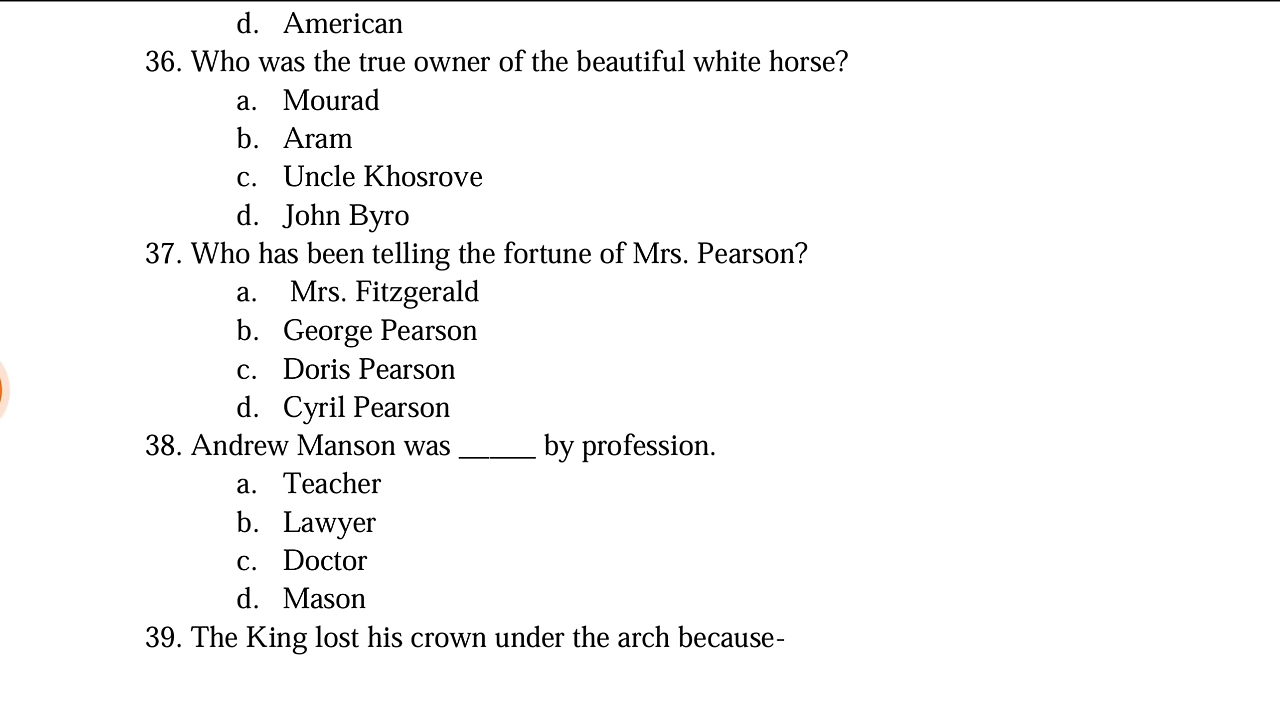 d. American
36. Who was the true owner of the beautiful white horse?
a. Mourad
b. Aram
c. Uncle Khosrove
d. John Byro
37. Who has been telling the fortune of Mrs. Pearson?
a. Mrs. Fitzgerald
b. George Pearson
c. Doris Pearson
d. Cyril Pearson
38. Andrew Manson was _____ by profession.
a. Teacher
b. Lawyer
c. Doctor
d. Mason
39. The King lost his crown under the arch because-